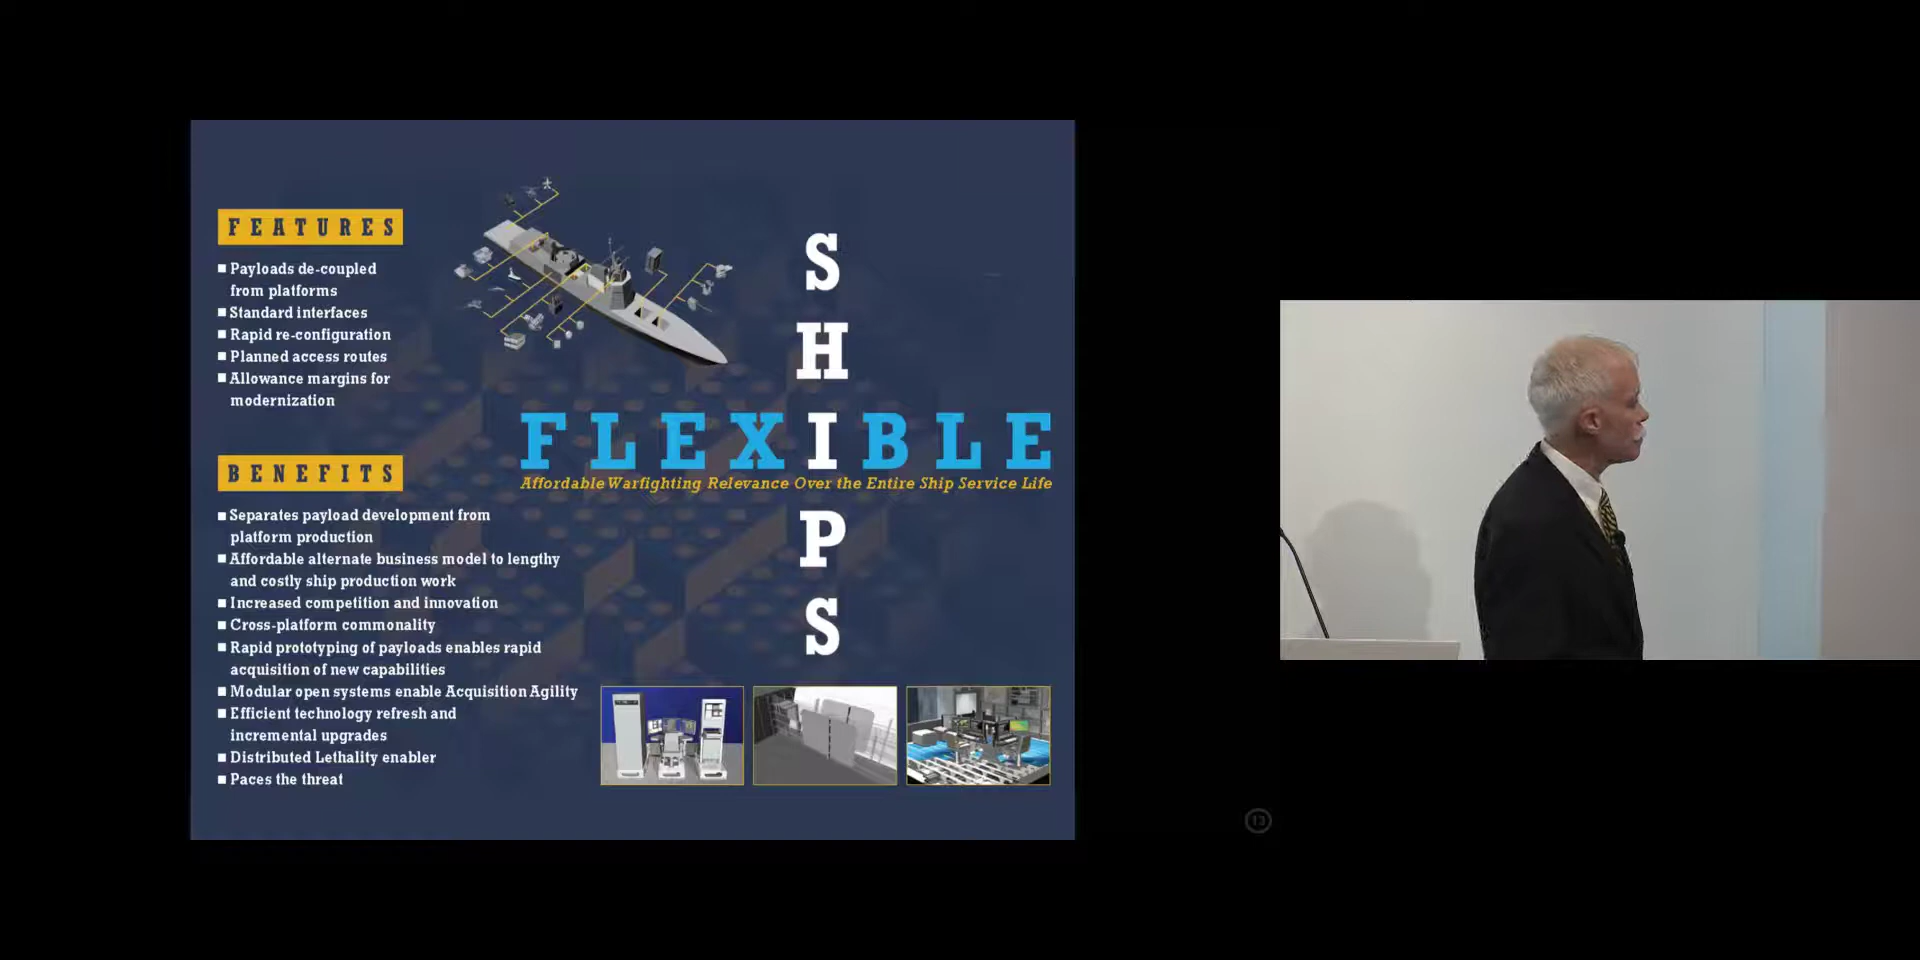 FEATURES
Payloads de-coupled
from platforms
Standard interfaces
Rapid re-configuration
Planned access routes
Allowance margins for
modernization
BENEFITS
Separates payload development from
platform production
Affordable alternate business model to lengthy
and costly ship production work
Increased competition and innovation
Cross-platform commonality
Rapid prototyping of payloads enables rapid
acquisition of new capabilities
Modular open systems enable Acquisition Agility
Efficient technology refresh and
incremental upgrades
Distributed Lethality enabler
Paces the threat
SHIPS
FLEXIBLE
Affordable Warfighting Relevance Over the Entire Ship Service Life
13